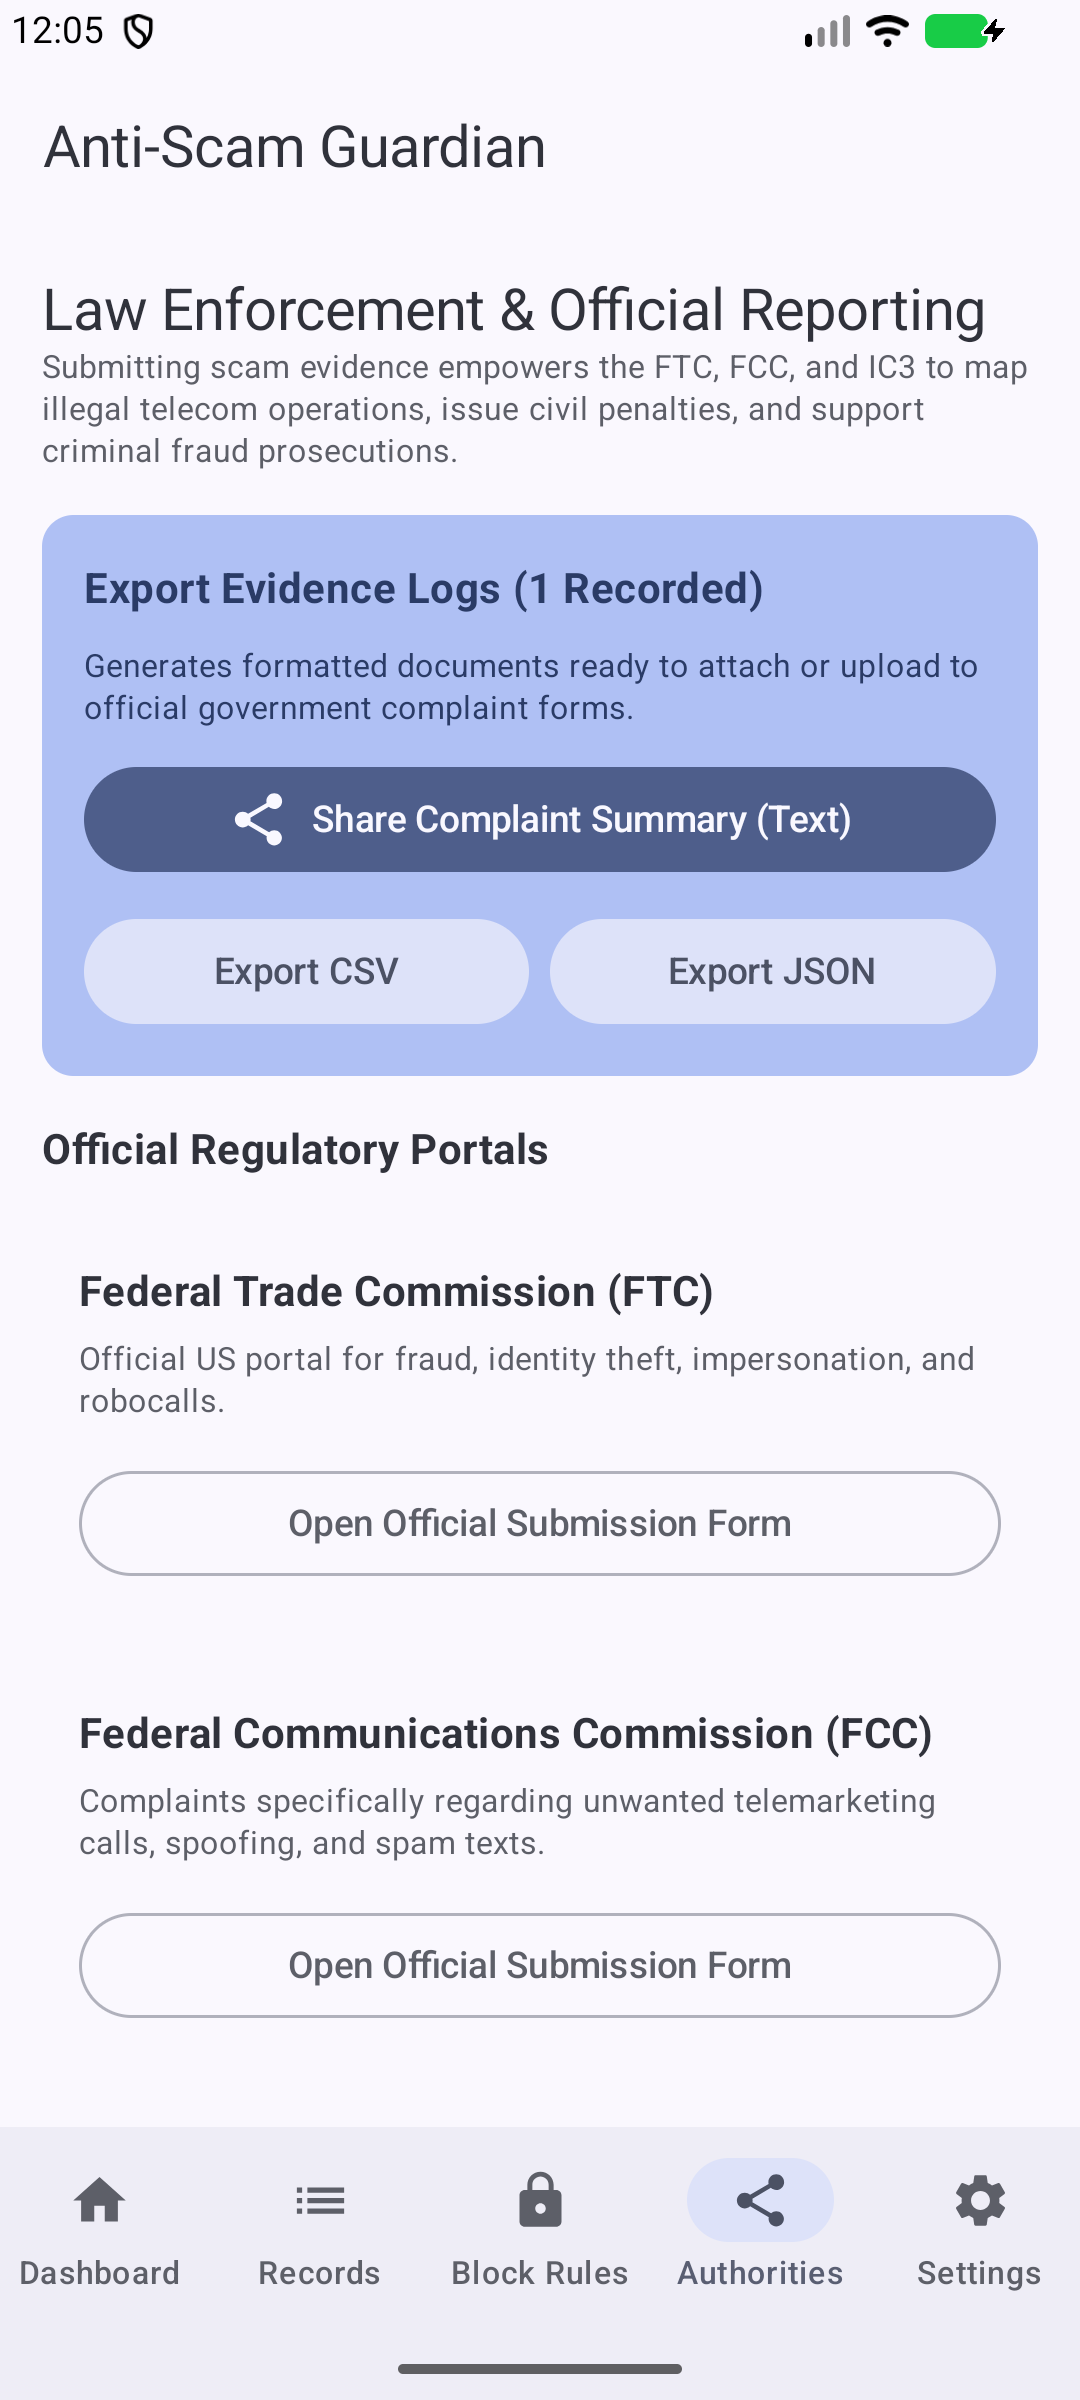 12:05
Anti-Scam Guardian
Law Enforcement & Official Reporting
Submitting scam evidence empowers the FTC, FCC, and IC3 to map
illegal telecom operations, issue civil penalties, and support
criminal fraud prosecutions.
Export Evidence Logs (1 Recorded)
Generates formatted documents ready to attach or upload to
official government complaint forms.
Share Complaint Summary (Text)
Export CSV
Export JSON
Official Regulatory Portals
Federal Trade Commission (FTC)
Official US portal for fraud, identity theft, impersonation, and
robocalls.
Open Official Submission Form
Federal Communications Commission (FCC)
Complaints specifically regarding unwanted telemarketing
calls, spoofing, and spam texts.
Open Official Submission Form
Dashboard
Records
Block Rules
Authorities
Settings